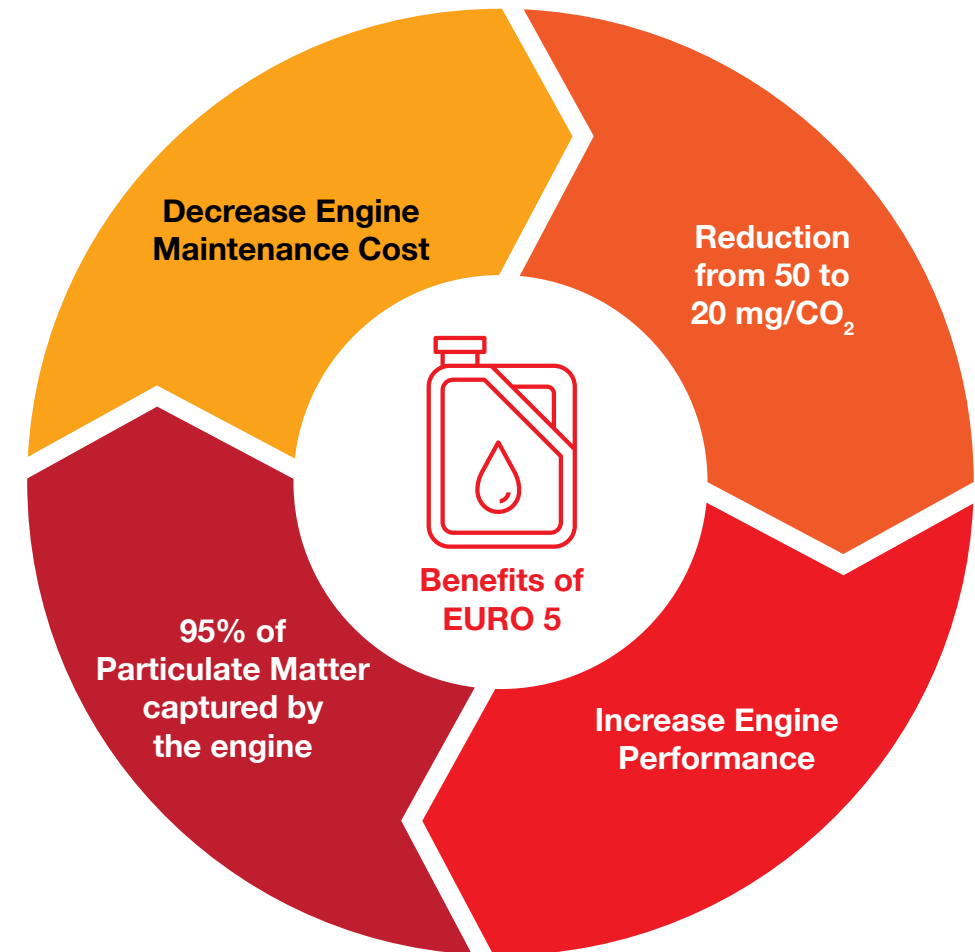 Decrease Engine
Maintenance Cost
Reduction
from 50 to
20 mg/CO₂
Benefits of
EURO 5
95% of
Particulate Matter
captured by
the engine
Increase Engine
Performance